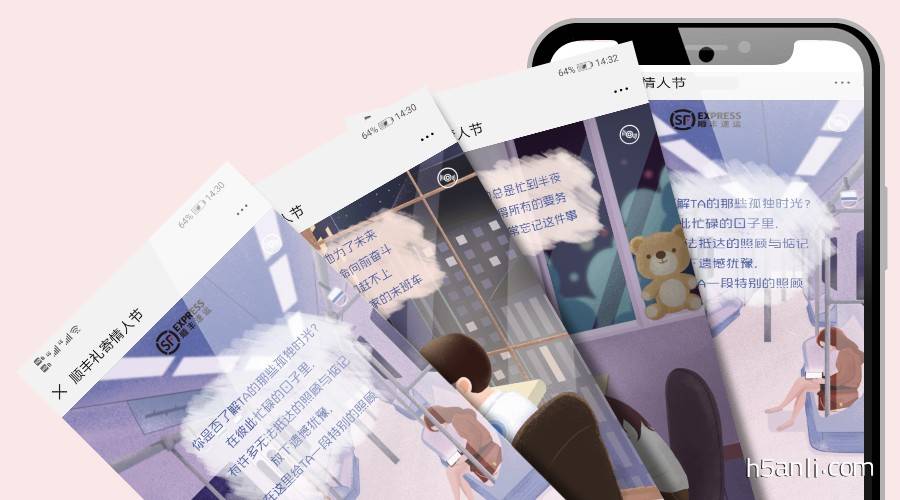 64% 14:30
顺丰礼寄情人节
SF EXPRESS
顺丰速运
你是否了解TA的那些孤独时光?
在彼此忙碌的日子里,
有许多无法抵达的照顾与惦记
放下遗憾犹豫,
在这里给TA一段特别的照顾
64% 14:30
人节
他为了未来
命向前奋斗
赶不上
家的末班车
64% 14:32
人节
总是忙到半夜
所有的要务
常忘记这件事
情人节
SF EXPRESS
顺丰速运
解TA的那些孤独时光?
此忙碌的日子里,
法抵达的照顾与惦记
下遗憾犹豫,
TA一段特别的照顾
h5anli.com